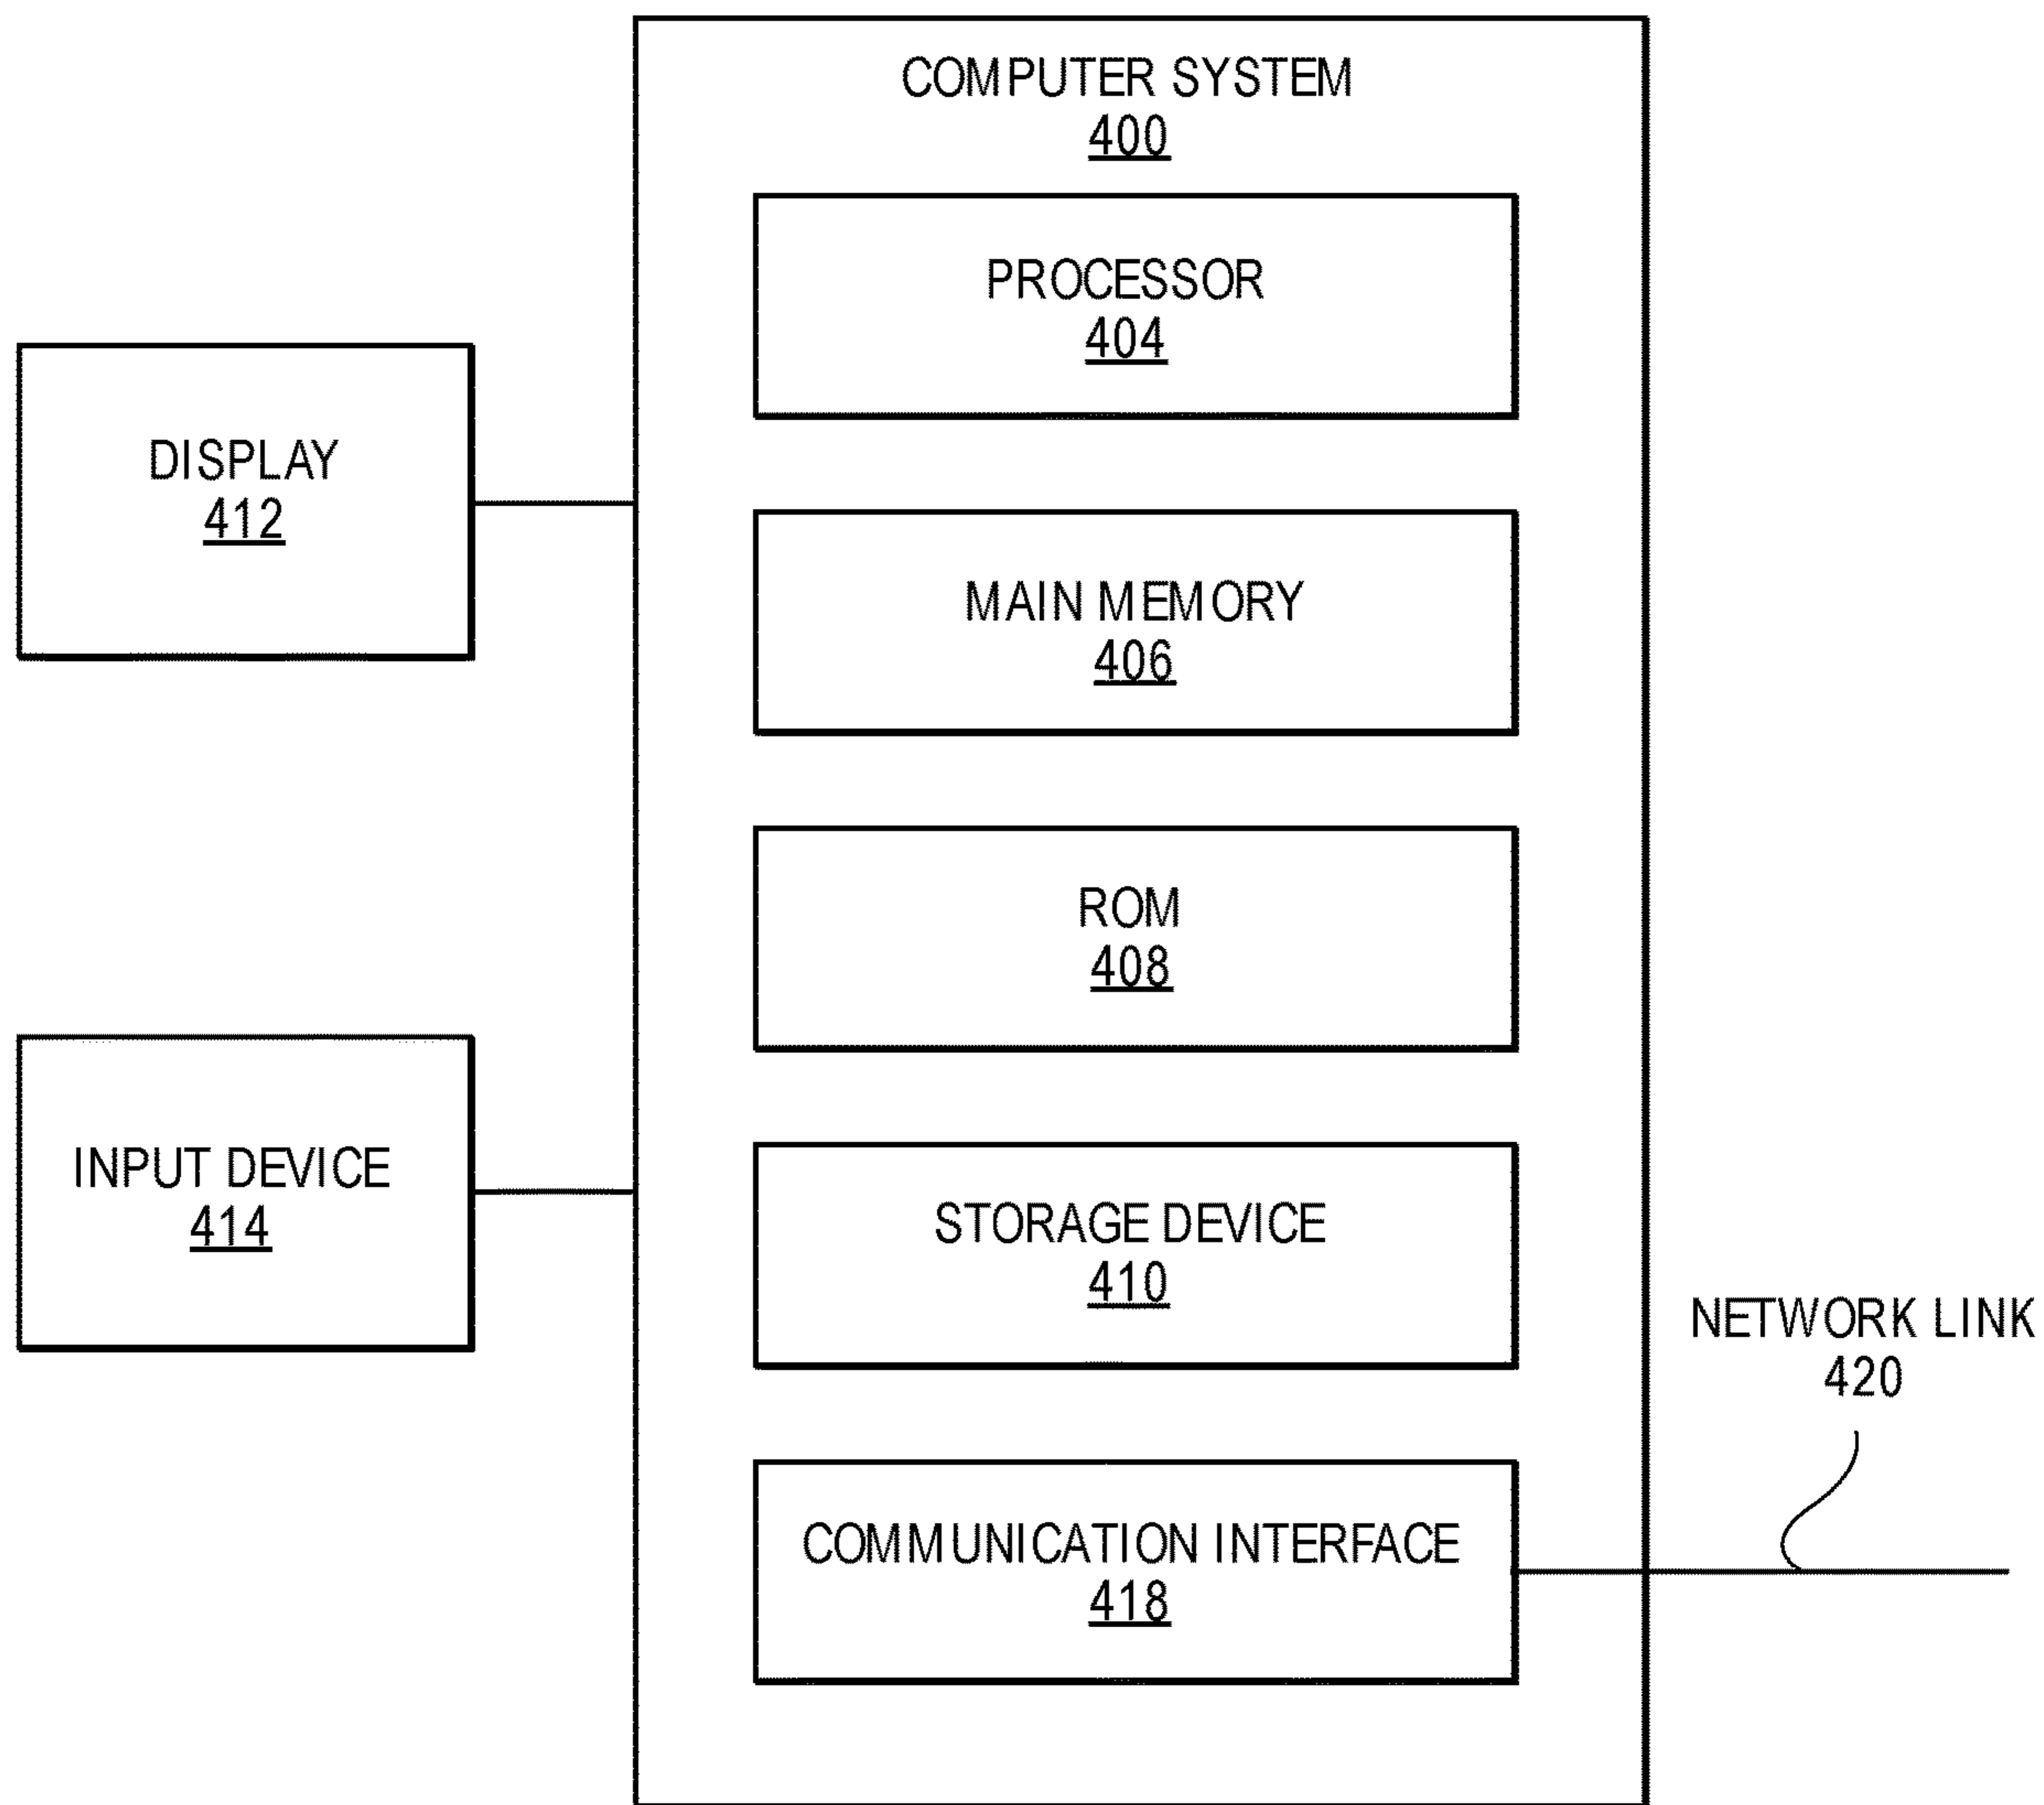 COMPUTER SYSTEM
400
PROCESSOR
404
DISPLAY
412
MAIN MEMORY
406
ROM
408
INPUT DEVICE
414
STORAGE DEVICE
410
NETWORK LINK
420
COMMUNICATION INTERFACE
418